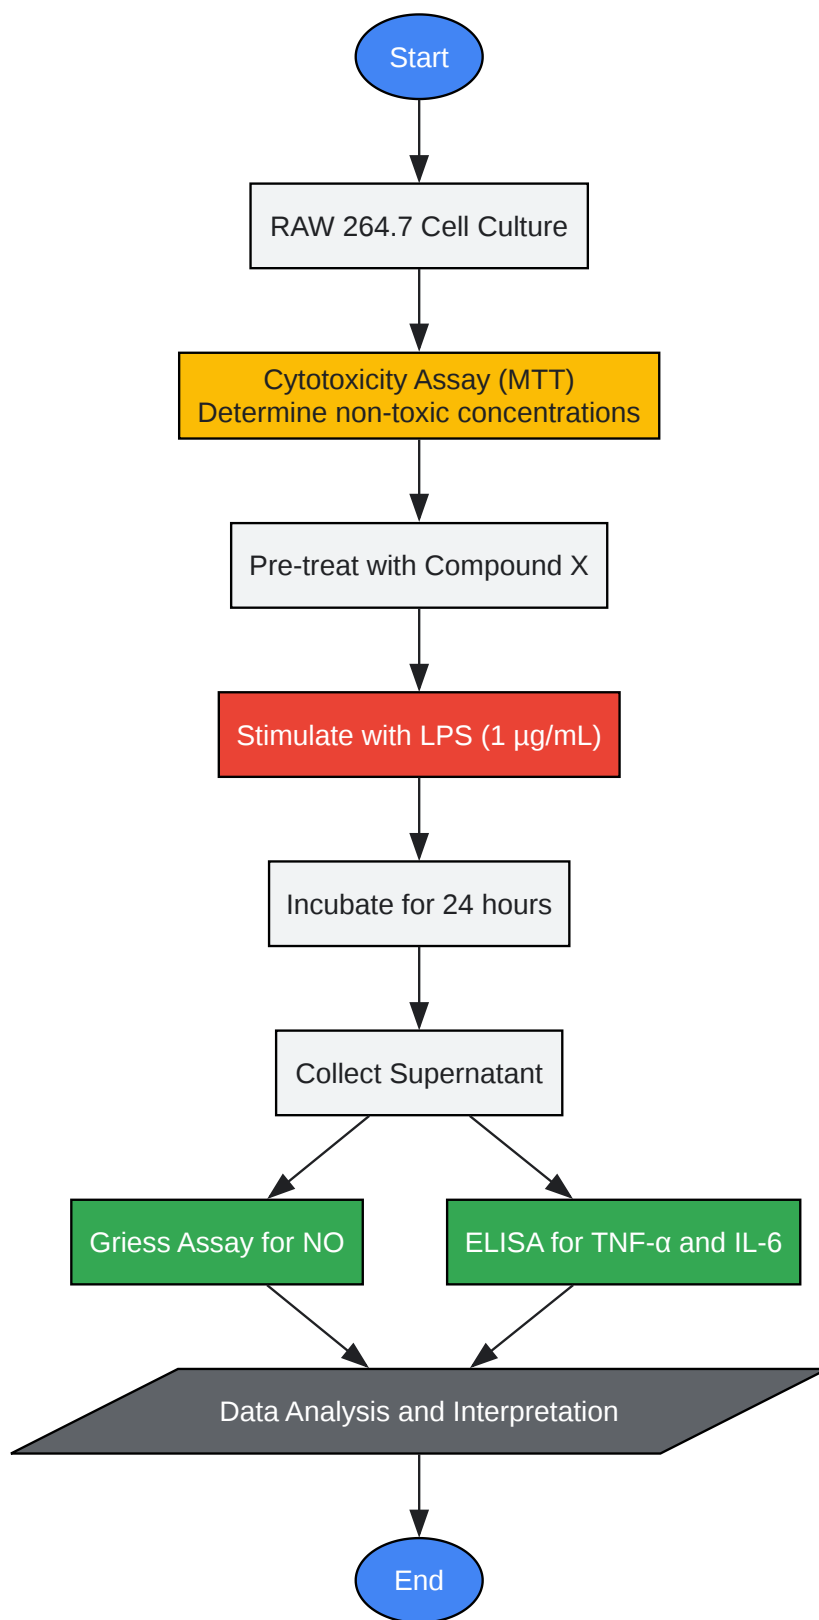 Start
RAW 264.7 Cell Culture
Cytotoxicity Assay (MTT)
Determine non-toxic concentrations
Pre-treat with Compound X
Stimulate with LPS (1 µg/mL)
Incubate for 24 hours
Collect Supernatant
Griess Assay for NO
ELISA for TNF-α and IL-6
Data Analysis and Interpretation
End